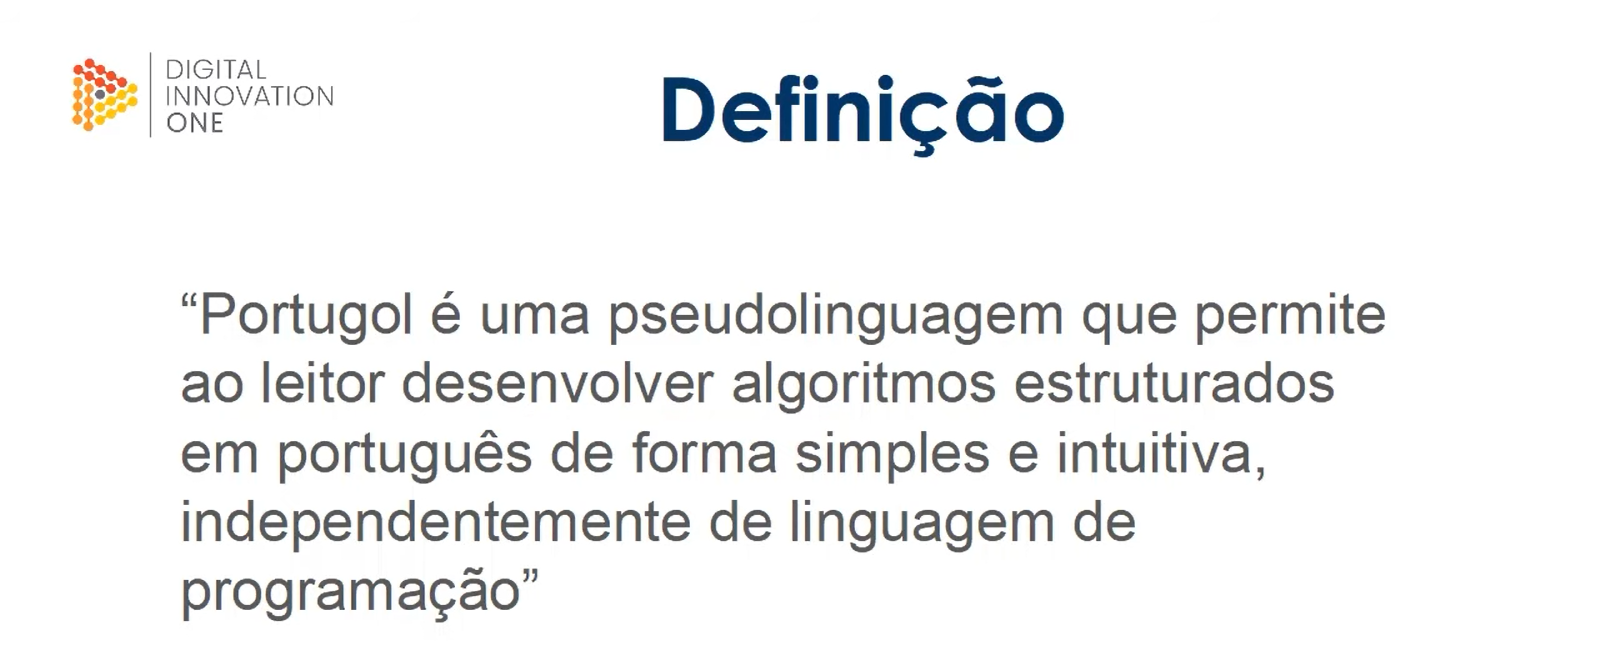 DIGITAL
INNOVATION
ONE
Definição
“Portugol é uma pseudolinguagem que permite
ao leitor desenvolver algoritmos estruturados
em português de forma simples e intuitiva,
independentemente de linguagem de
programação”